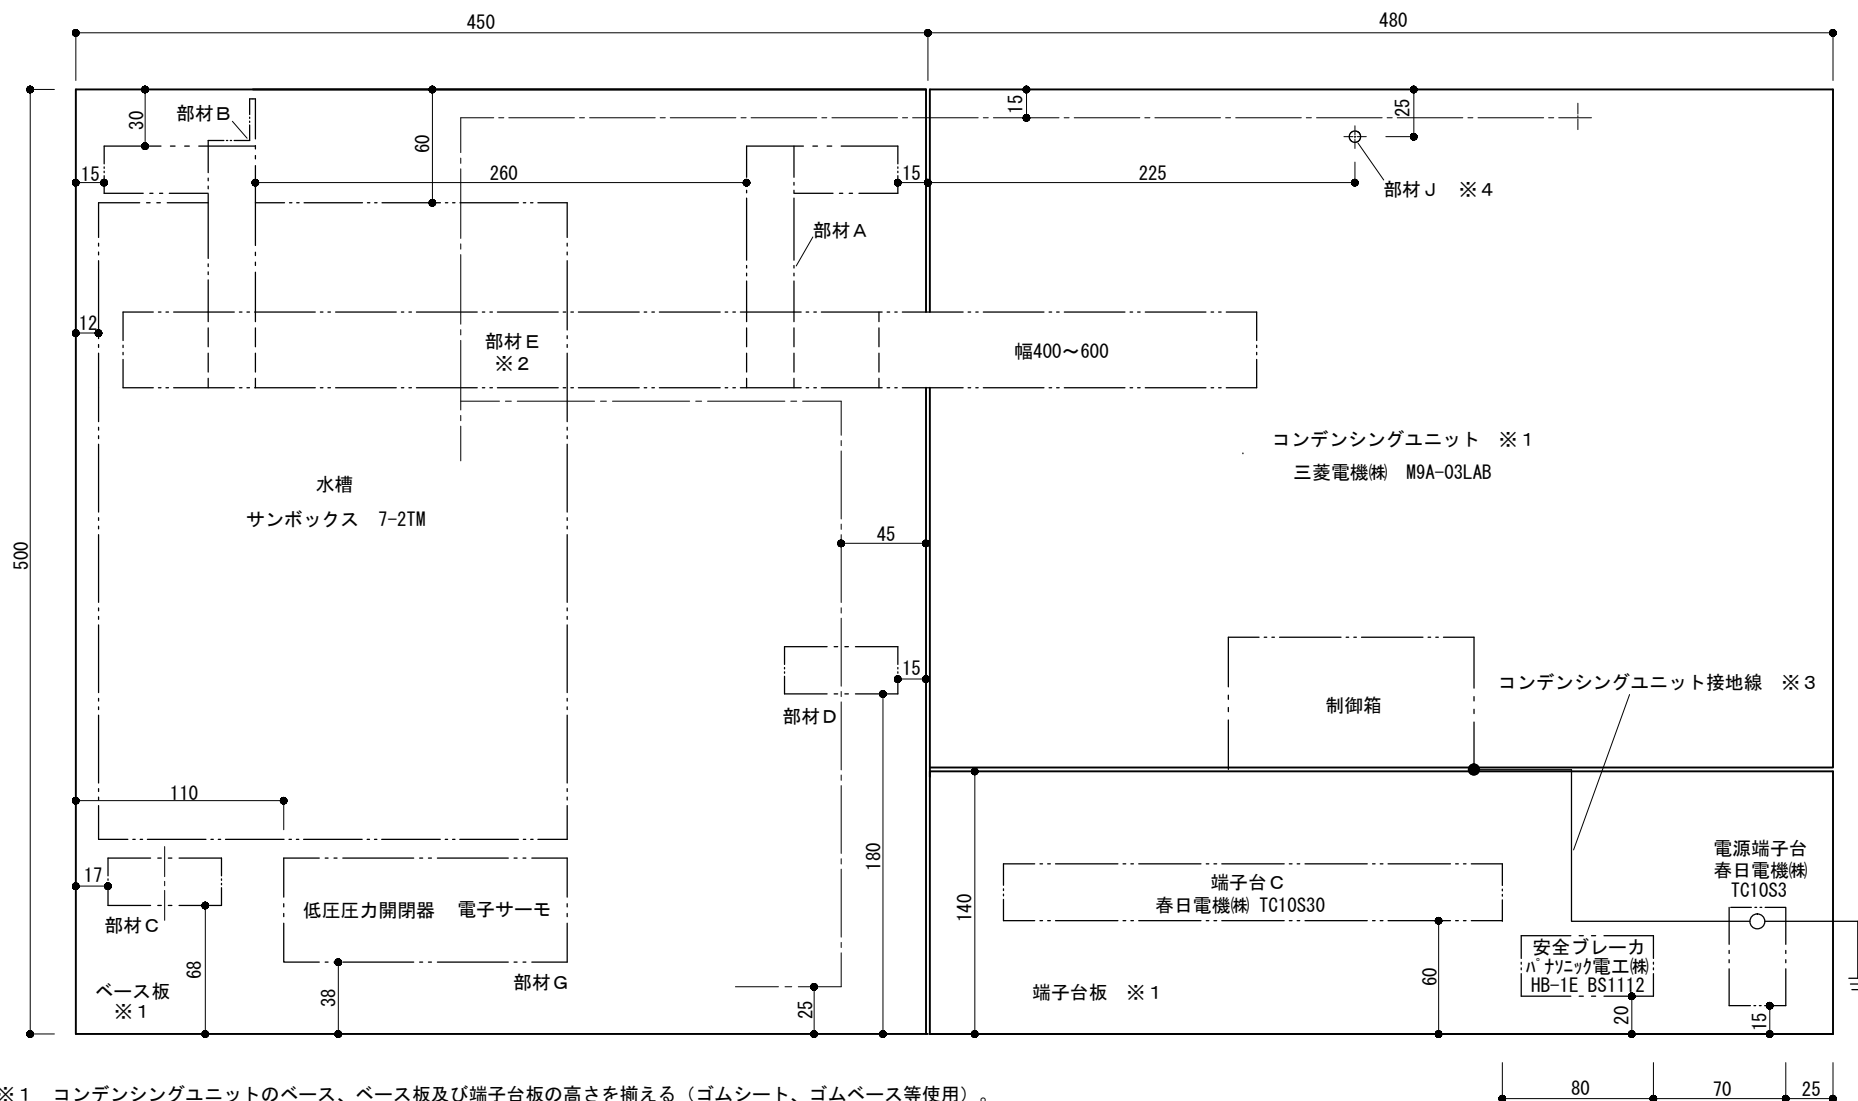 450
480
部材B
30
60
15
25
15
260
15
225
部材J ※4
部材A
12
部材E
※2
幅400～600
コンデンシングユニット ※1
三菱電機㈱ M9A-03LAB
水槽
サンボックス 7-2TM
500
45
15
部材D
制御箱
コンデンシングユニット接地線 ※3
110
180
140
17
部材C
68
低圧圧力開閉器 電子サーモ
部材G
38
25
ベース板
※1
端子台C
春日電機㈱ TC10S30
60
端子台板 ※1
電源端子台
春日電機㈱
TC10S3
安全ブレーカ
ﾊﾟﾅｿﾆｯｸ電工㈱
HB-1E BS1112
20
15
80
70
25
※1 コンデンシングユニットのベース、ベース板及び端子台板の高さを揃える（ゴムシート、ゴムベース等使用）。